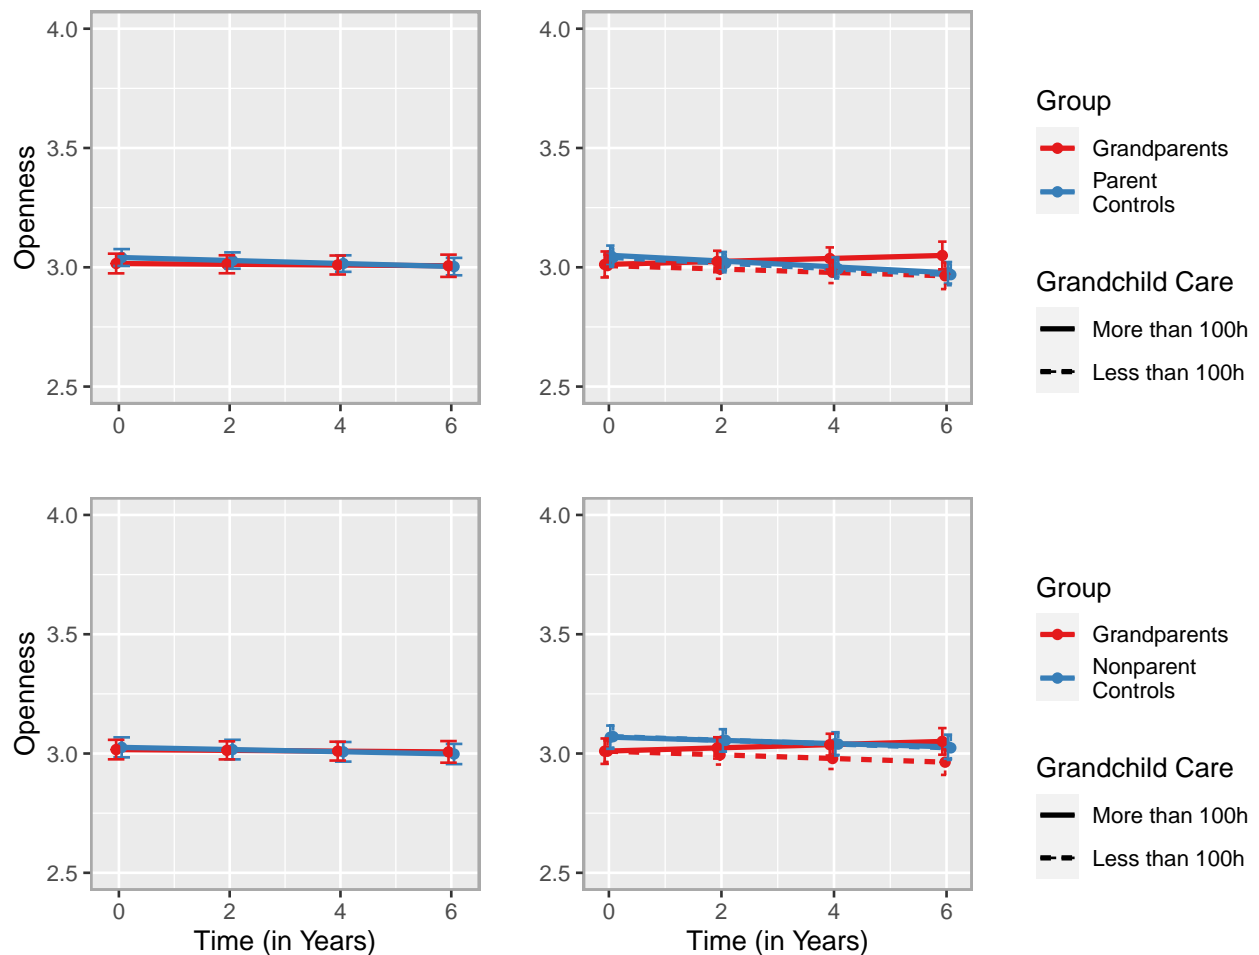 4.0
3.5
3.0
2.5
Openness
0 2 4 6
4.0
3.5
3.0
2.5
0 2 4 6
Group
Grandparents
Parent
Controls
Grandchild Care
More than 100h
Less than 100h
4.0
3.5
3.0
2.5
Openness
0 2 4 6
Time (in Years)
4.0
3.5
3.0
2.5
0 2 4 6
Time (in Years)
Group
Grandparents
Nonparent
Controls
Grandchild Care
More than 100h
Less than 100h